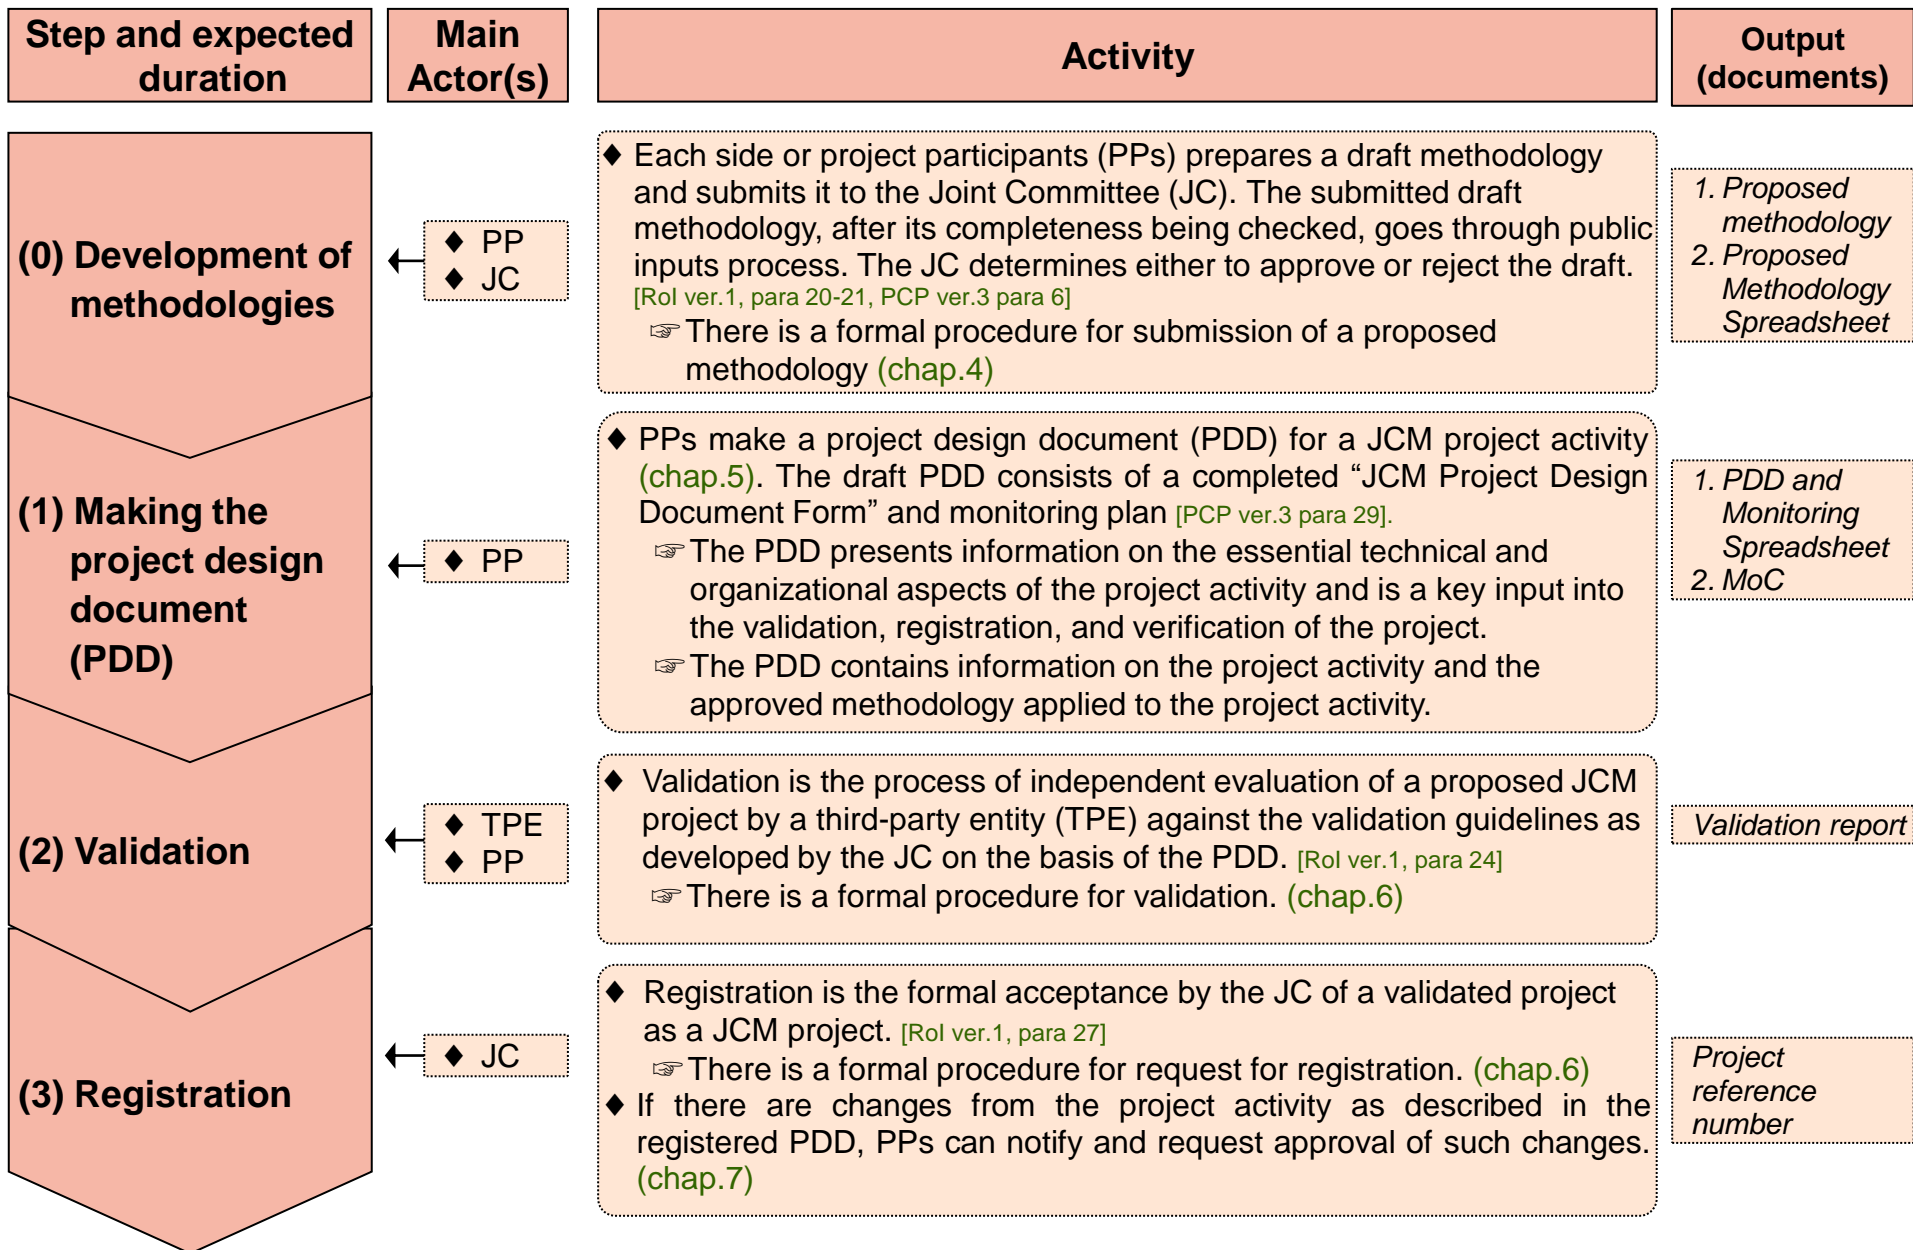 Step and expected
duration
Main
Actor(s)
Activity
Output
(documents)
(0) Development of
methodologies
♦ PP
♦ JC
♦ Each side or project participants (PPs) prepares a draft methodology
and submits it to the Joint Committee (JC). The submitted draft
methodology, after its completeness being checked, goes through public
inputs process. The JC determines either to approve or reject the draft.
[RoI ver.1, para 20-21, PCP ver.3 para 6]
☞ There is a formal procedure for submission of a proposed
methodology (chap.4)
1. Proposed
methodology
2. Proposed
Methodology
Spreadsheet
(1) Making the
project design
document
(PDD)
♦ PP
♦ PPs make a project design document (PDD) for a JCM project activity
(chap.5). The draft PDD consists of a completed “JCM Project Design
Document Form” and monitoring plan [PCP ver.3 para 29].
☞ The PDD presents information on the essential technical and
organizational aspects of the project activity and is a key input into
the validation, registration, and verification of the project.
☞ The PDD contains information on the project activity and the
approved methodology applied to the project activity.
1. PDD and
Monitoring
Spreadsheet
2. MoC
(2) Validation
♦ TPE
♦ PP
♦ Validation is the process of independent evaluation of a proposed JCM
project by a third-party entity (TPE) against the validation guidelines as
developed by the JC on the basis of the PDD. [RoI ver.1, para 24]
☞ There is a formal procedure for validation. (chap.6)
Validation report
(3) Registration
♦ JC
♦ Registration is the formal acceptance by the JC of a validated project
as a JCM project. [RoI ver.1, para 27]
☞ There is a formal procedure for request for registration. (chap.6)
♦ If there are changes from the project activity as described in the
registered PDD, PPs can notify and request approval of such changes.
(chap.7)
Project
reference
number